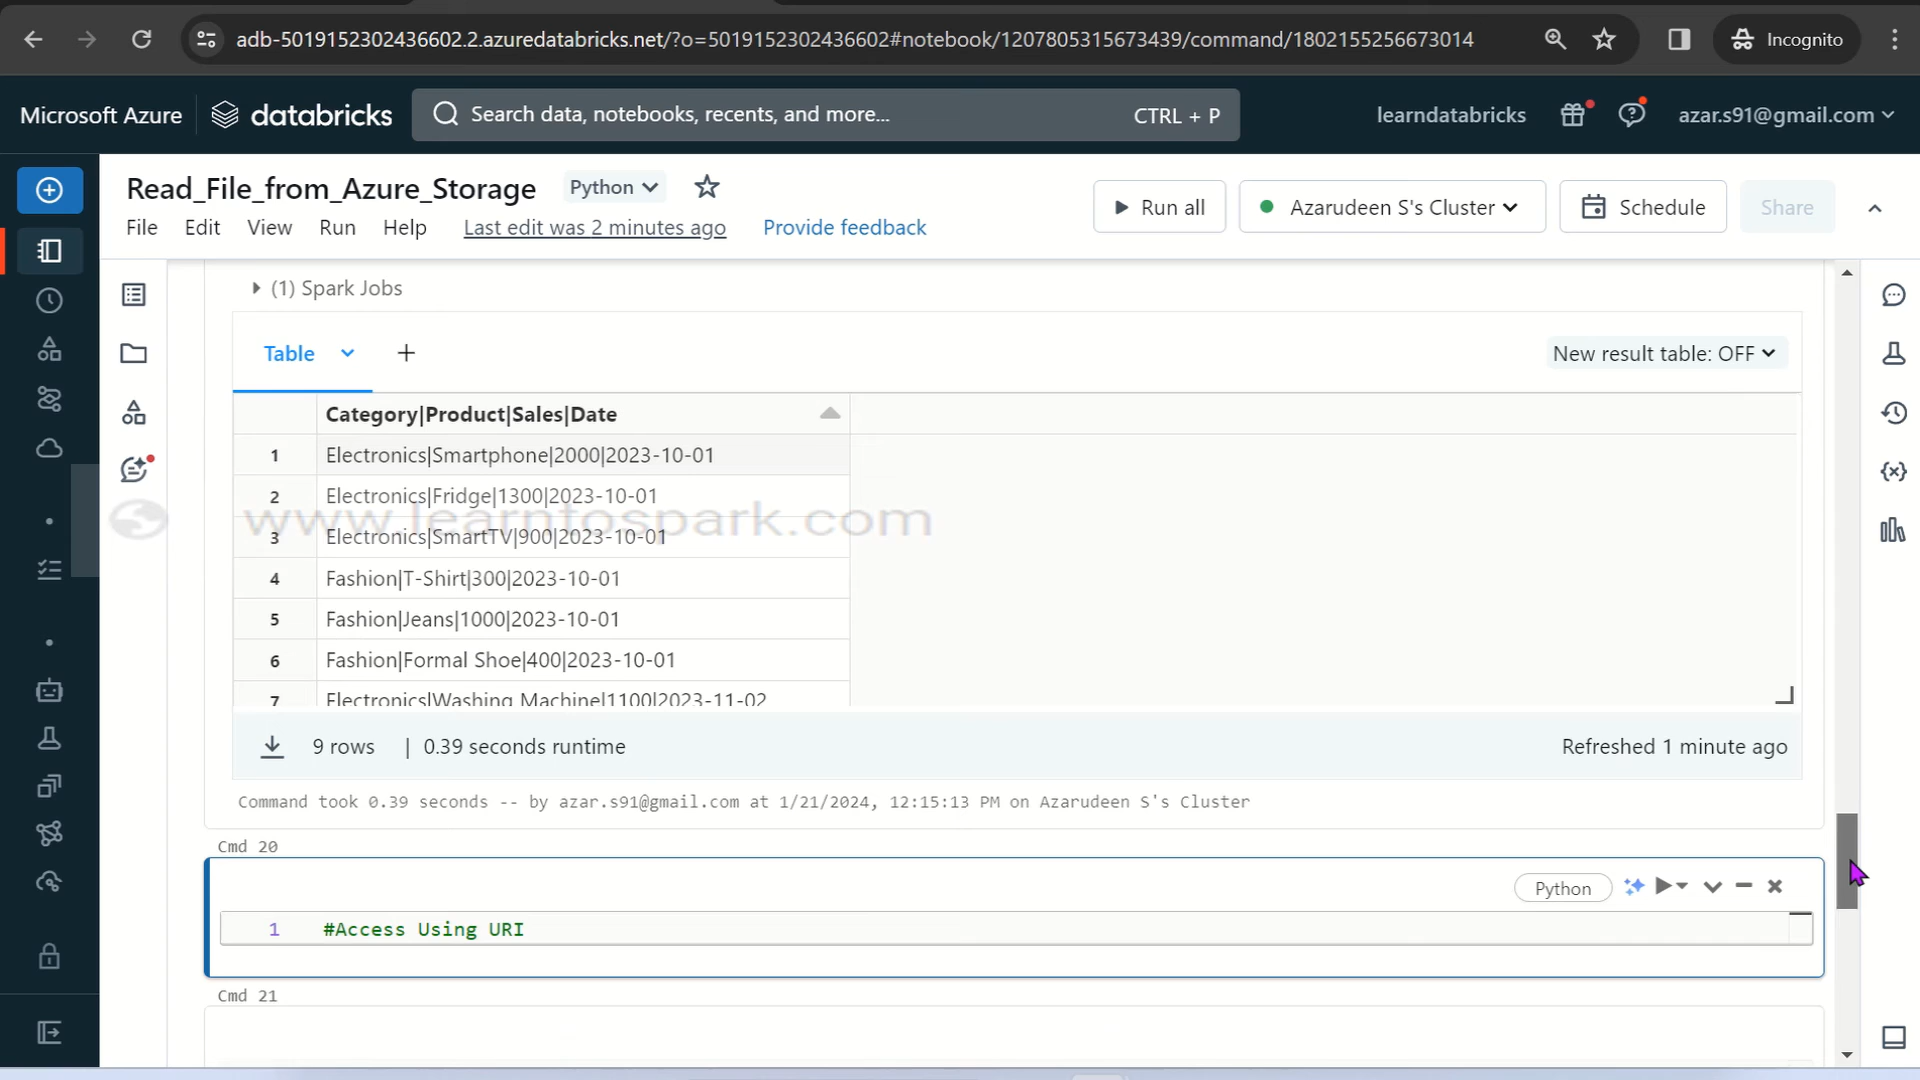 adb-5019152302436602.2.azuredatabricks.net/?o=5019152302436602#notebook/1207805315673439/command/1802155256673014
Incognito
Microsoft Azure
databricks
Search data, notebooks, recents, and more...
CTRL + P
learndatabricks
azar.s91@gmail.com
Read_File_from_Azure_Storage
Python
Run all
Azarudeen S's Cluster
Schedule
Share
File Edit View Run Help
Last edit was 2 minutes ago
Provide feedback
(1) Spark Jobs
Table
+
New result table: OFF
Category|Product|Sales|Date
1 Electronics|Smartphone|2000|2023-10-01
2 Electronics|Fridge|1300|2023-10-01
www.learntospark.com
3 Electronics|SmartTV|900|2023-10-01
4 Fashion|T-Shirt|300|2023-10-01
5 Fashion|Jeans|1000|2023-10-01
6 Fashion|Formal Shoe|400|2023-10-01
7 Electronics|Washing Machine|1100|2023-11-02
9 rows | 0.39 seconds runtime
Refreshed 1 minute ago
Command took 0.39 seconds -- by azar.s91@gmail.com at 1/21/2024, 12:15:13 PM on Azarudeen S's Cluster
Cmd 20
Python
1 #Access Using URI
Cmd 21